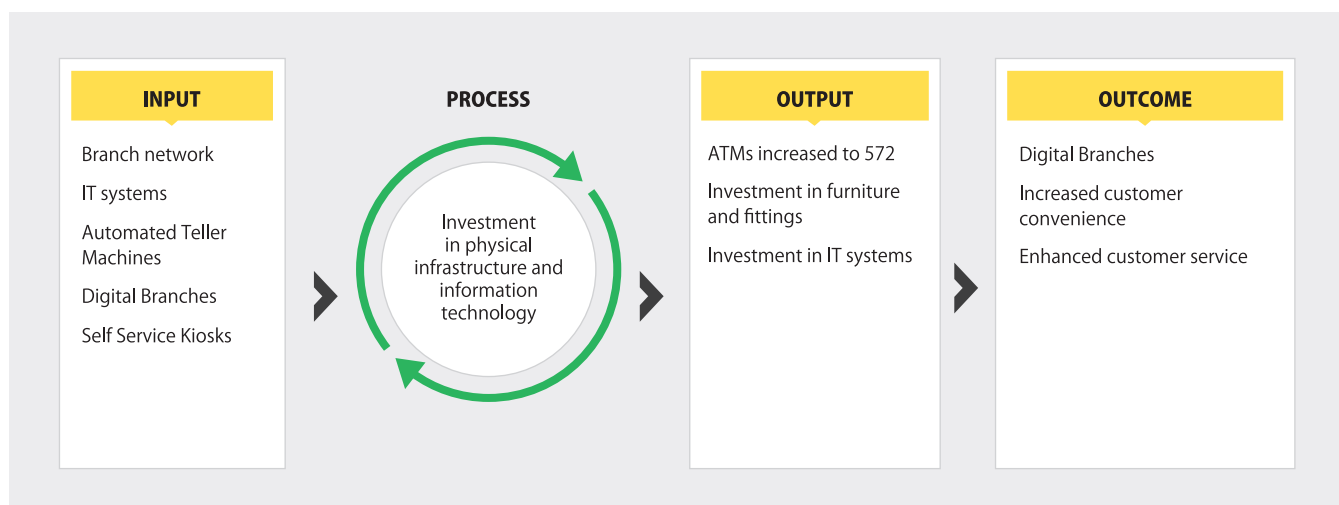 INPUT
Branch network
IT systems
Automated Teller
Machines
Digital Branches
Self Service Kiosks
PROCESS
Investment
in physical
infrastructure and
information
technology
OUTPUT
ATMs increased to 572
Investment in furniture
and fittings
Investment in IT systems
OUTCOME
Digital Branches
Increased customer
convenience
Enhanced customer service